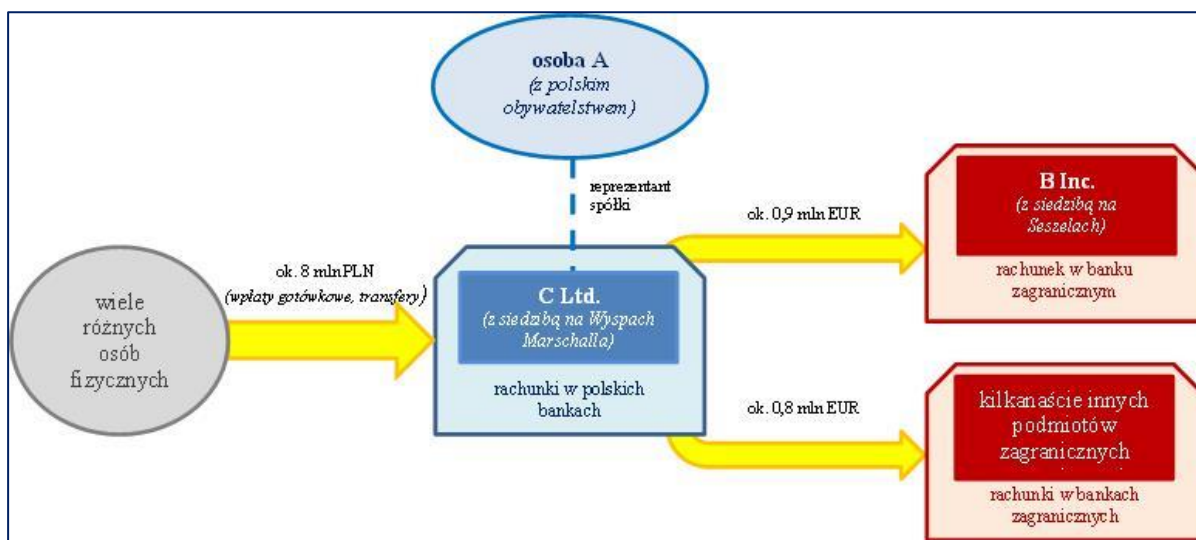 osoba A
(z polskim
obywatelstwem)
reprezentant
spółki
ok. 0,9 mln EUR
B Inc.
(z siedzibą na
Seszelach)
rachunek w banku
zagranicznym
wiele
różnych
osób
fizycznych
ok. 8 mln PLN
(wpłaty gotówkowe, transfery)
C Ltd.
(z siedzibą na Wyspach
Marschalla)
rachunki w polskich
bankach
ok. 0,8 mln EUR
kilkanaście innych
podmiotów
zagranicznych
rachunki w bankach
zagranicznych